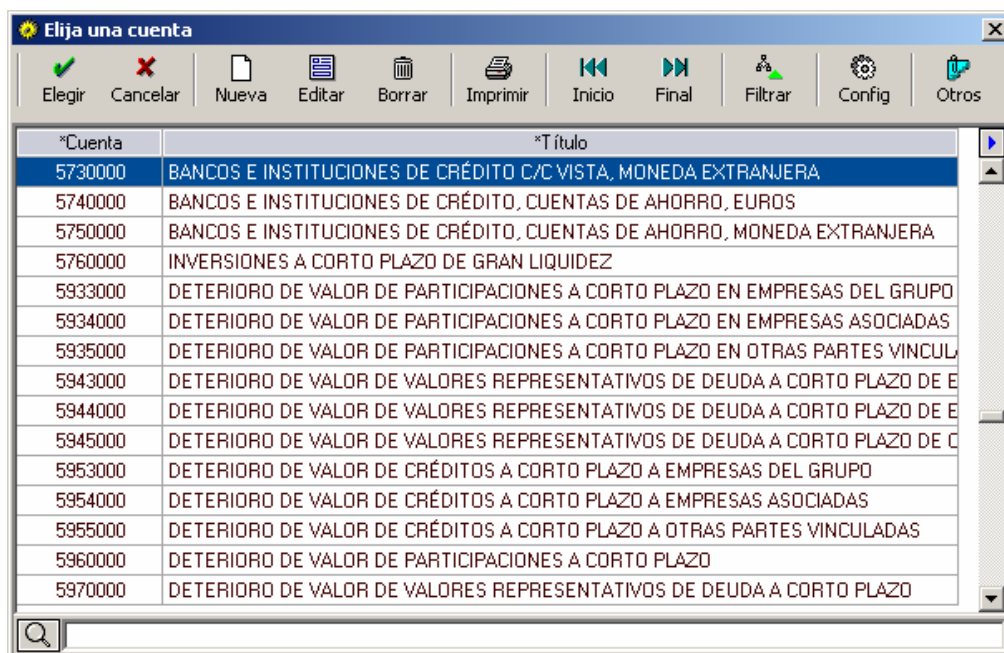 Elija una cuenta
Elegir Cancelar Nueva Editar Borrar Imprimir Inicio Final Filtrar Config Otros
*Cuenta *Título
5730000 BANCOS E INSTITUCIONES DE CRÉDITO C/C VISTA, MONEDA EXTRANJERA
5740000 BANCOS E INSTITUCIONES DE CRÉDITO, CUENTAS DE AHORRO, EUROS
5750000 BANCOS E INSTITUCIONES DE CRÉDITO, CUENTAS DE AHORRO, MONEDA EXTRANJERA
5760000 INVERSIONES A CORTO PLAZO DE GRAN LIQUIDEZ
5933000 DETERIORO DE VALOR DE PARTICIPACIONES A CORTO PLAZO EN EMPRESAS DEL GRUPO
5934000 DETERIORO DE VALOR DE PARTICIPACIONES A CORTO PLAZO EN EMPRESAS ASOCIADAS
5935000 DETERIORO DE VALOR DE PARTICIPACIONES A CORTO PLAZO EN OTRAS PARTES VINCUL
5943000 DETERIORO DE VALOR DE VALORES REPRESENTATIVOS DE DEUDA A CORTO PLAZO DE E
5944000 DETERIORO DE VALOR DE VALORES REPRESENTATIVOS DE DEUDA A CORTO PLAZO DE E
5945000 DETERIORO DE VALOR DE VALORES REPRESENTATIVOS DE DEUDA A CORTO PLAZO DE
5953000 DETERIORO DE VALOR DE CRÉDITOS A CORTO PLAZO A EMPRESAS DEL GRUPO
5954000 DETERIORO DE VALOR DE CRÉDITOS A CORTO PLAZO A EMPRESAS ASOCIADAS
5955000 DETERIORO DE VALOR DE CRÉDITOS A CORTO PLAZO A OTRAS PARTES VINCULADAS
5960000 DETERIORO DE VALOR DE PARTICIPACIONES A CORTO PLAZO
5970000 DETERIORO DE VALOR DE VALORES REPRESENTATIVOS DE DEUDA A CORTO PLAZO